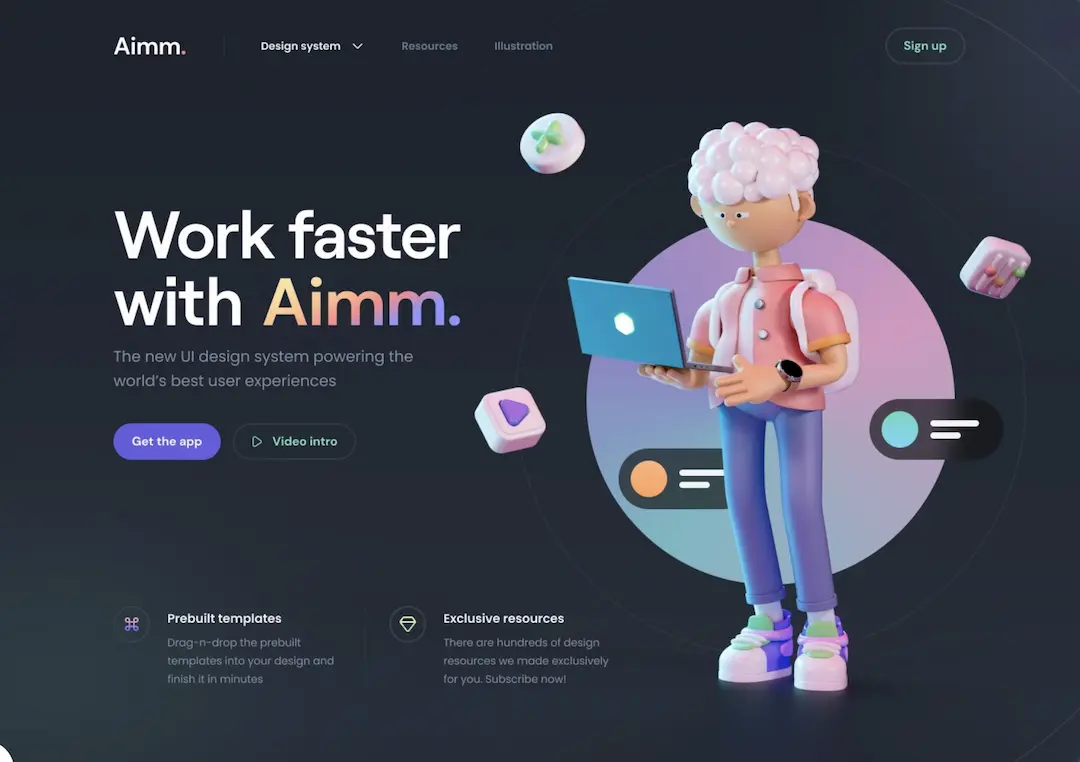 Aimm.
Design system
Resources
Illustration
Sign up
Work faster
with Aimm.
The new UI design system powering the
world’s best user experiences
Get the app
Video intro
Prebuilt templates
Drag-n-drop the prebuilt
templates into your design and
finish it in minutes
Exclusive resources
There are hundreds of design
resources we made exclusively
for you. Subscribe now!